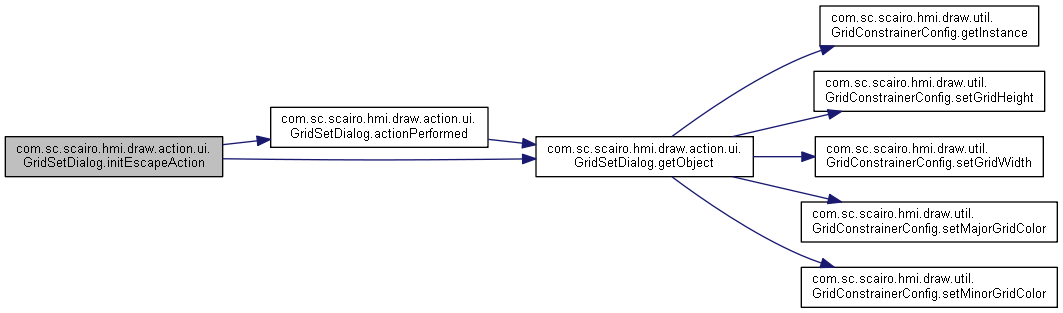 com.sc.scairo.hmi.draw.action.ui.
GridSetDialog.initEscapeAction
com.sc.scairo.hmi.draw.action.ui.
GridSetDialog.actionPerformed
com.sc.scairo.hmi.draw.action.ui.
GridSetDialog.getObject
com.sc.scairo.hmi.draw.util.
GridConstrainerConfig.getInstance
com.sc.scairo.hmi.draw.util.
GridConstrainerConfig.setGridHeight
com.sc.scairo.hmi.draw.util.
GridConstrainerConfig.setGridWidth
com.sc.scairo.hmi.draw.util.
GridConstrainerConfig.setMajorGridColor
com.sc.scairo.hmi.draw.util.
GridConstrainerConfig.setMinorGridColor